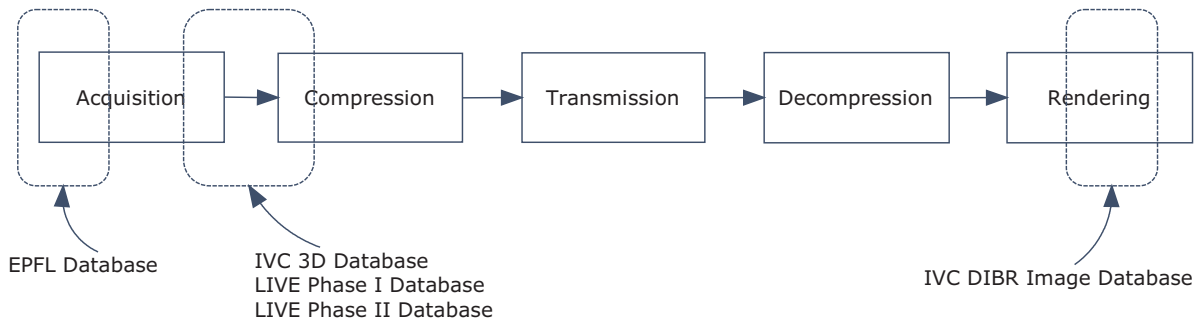 Acquisition
Compression
Transmission
Decompression
Rendering
EPFL Database
IVC 3D Database
LIVE Phase I Database
LIVE Phase II Database
IVC DIBR Image Database